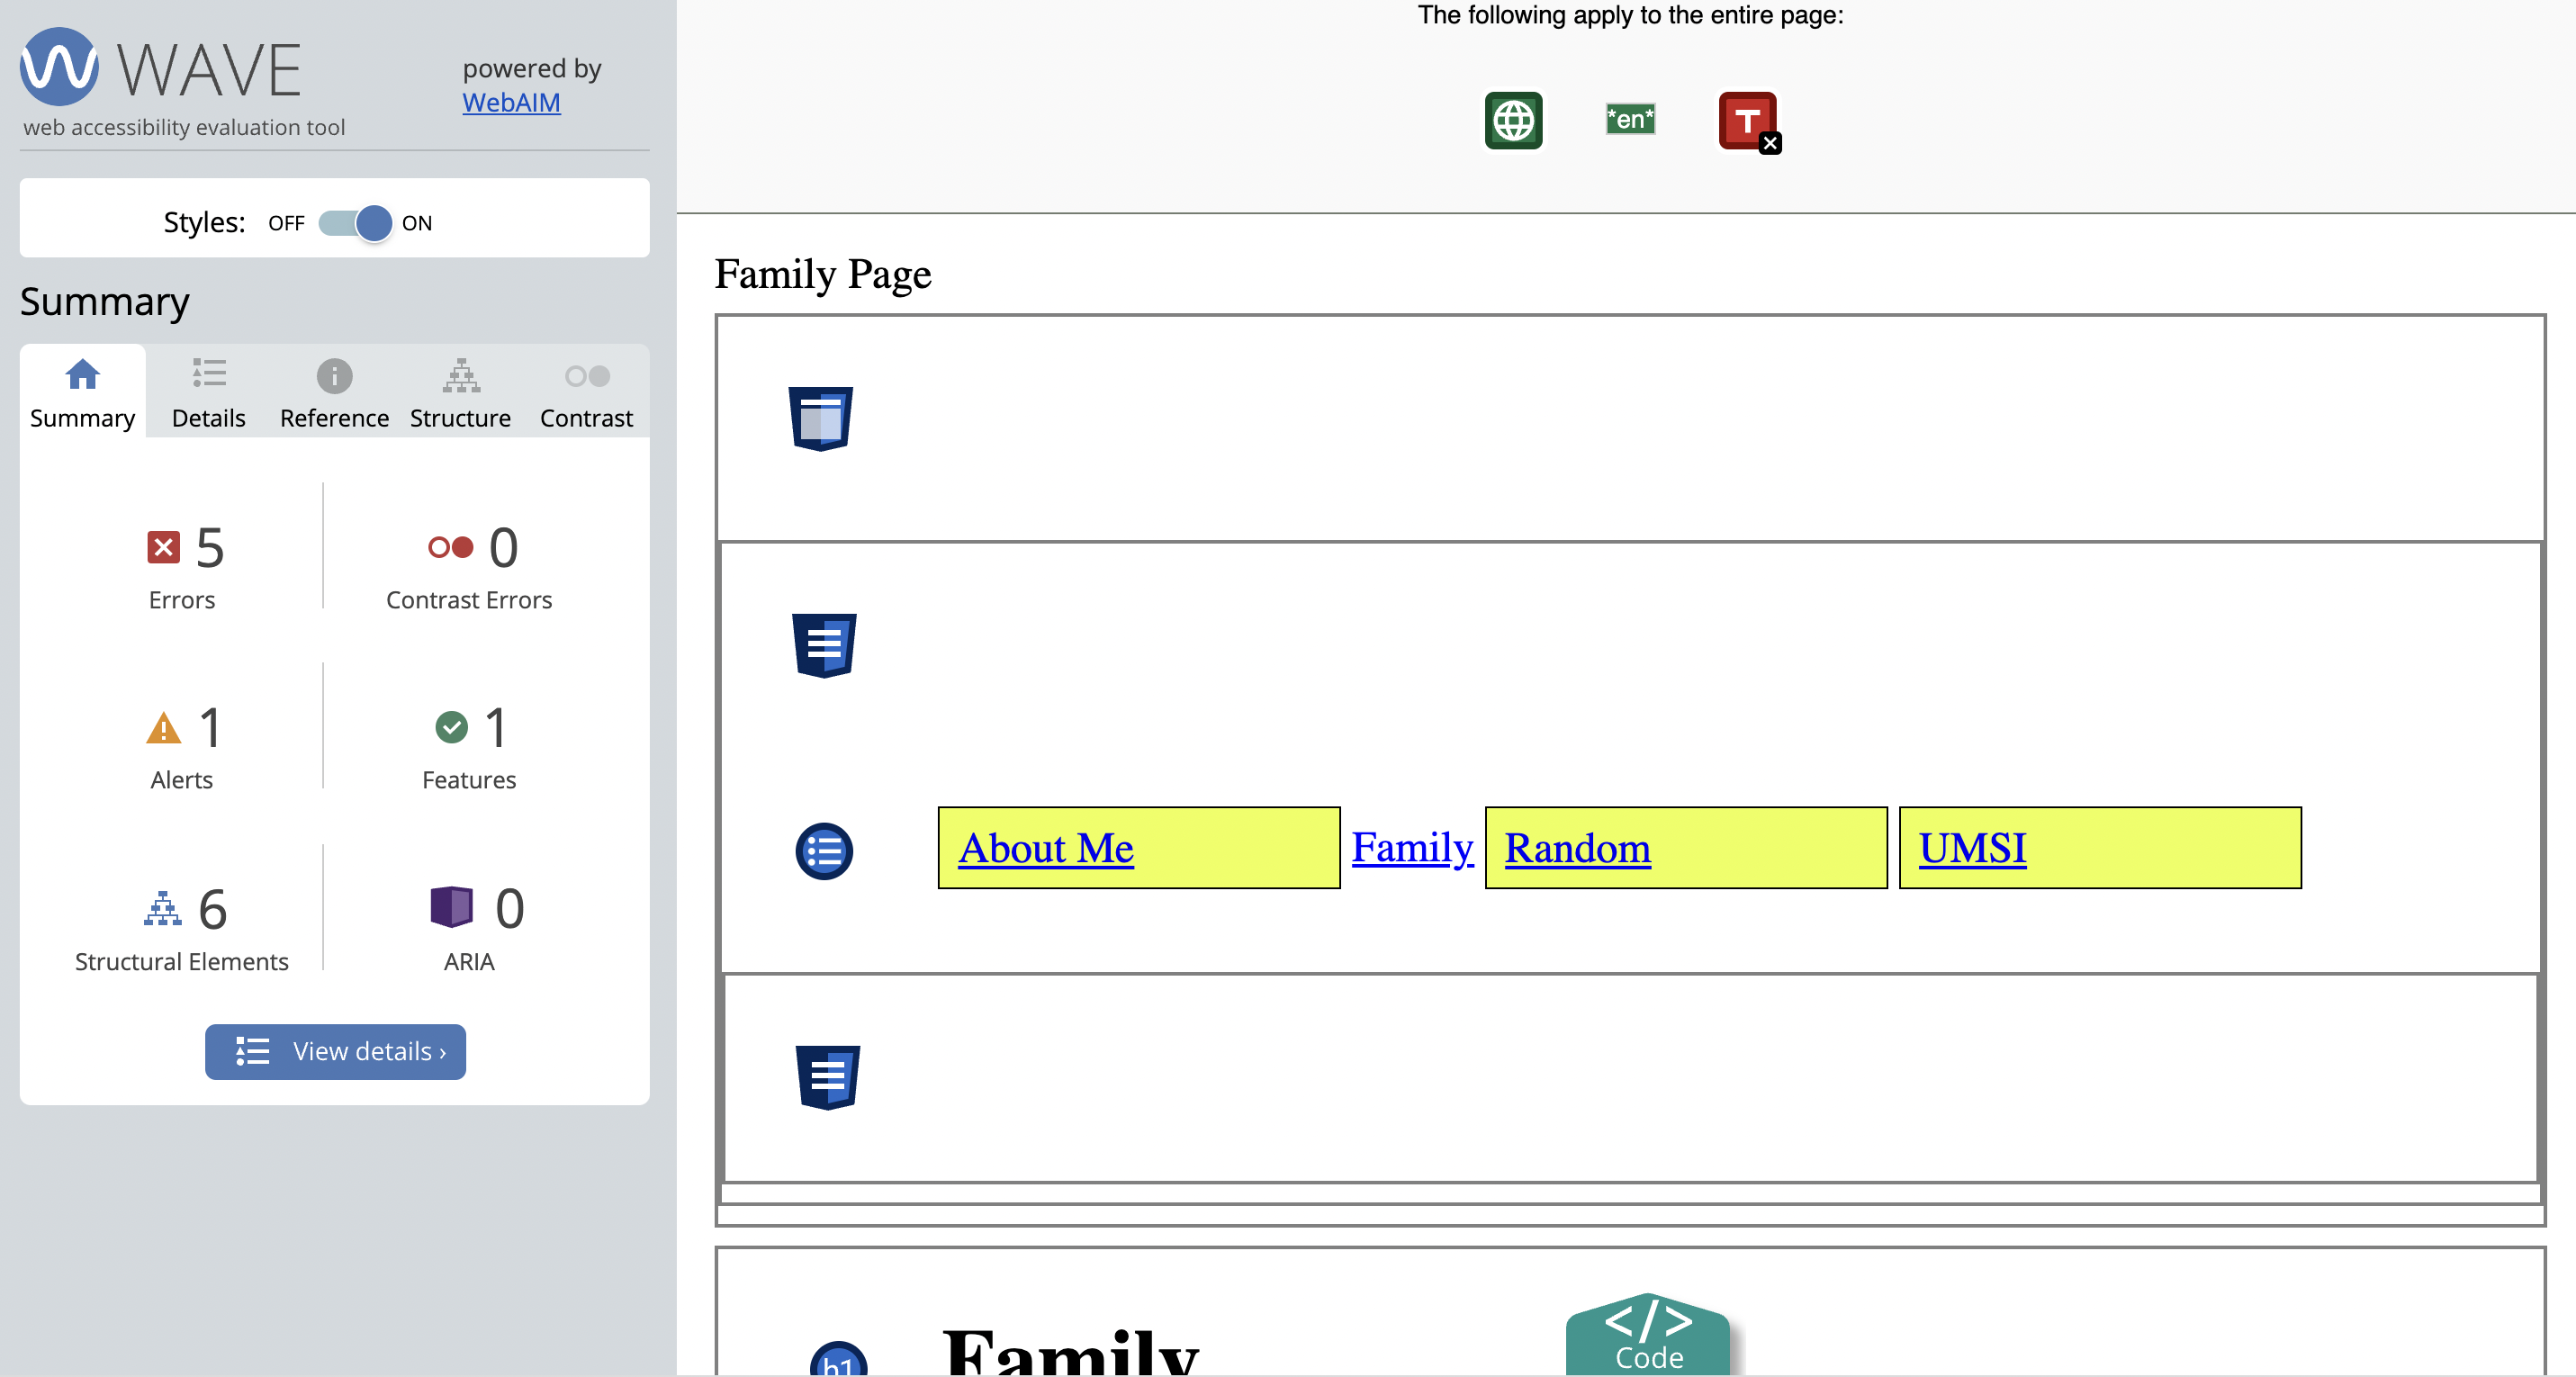 WAVE
powered by
WebAIM
web accessibility evaluation tool
Styles: OFF ON
Summary
Summary Details Reference Structure Contrast
5 0
Errors Contrast Errors
1 1
Alerts Features
6 0
Structural Elements ARIA
View details ›
The following apply to the entire page:
*en* T
Family Page
About Me Family Random UMSI
h1 Family
</>
Code